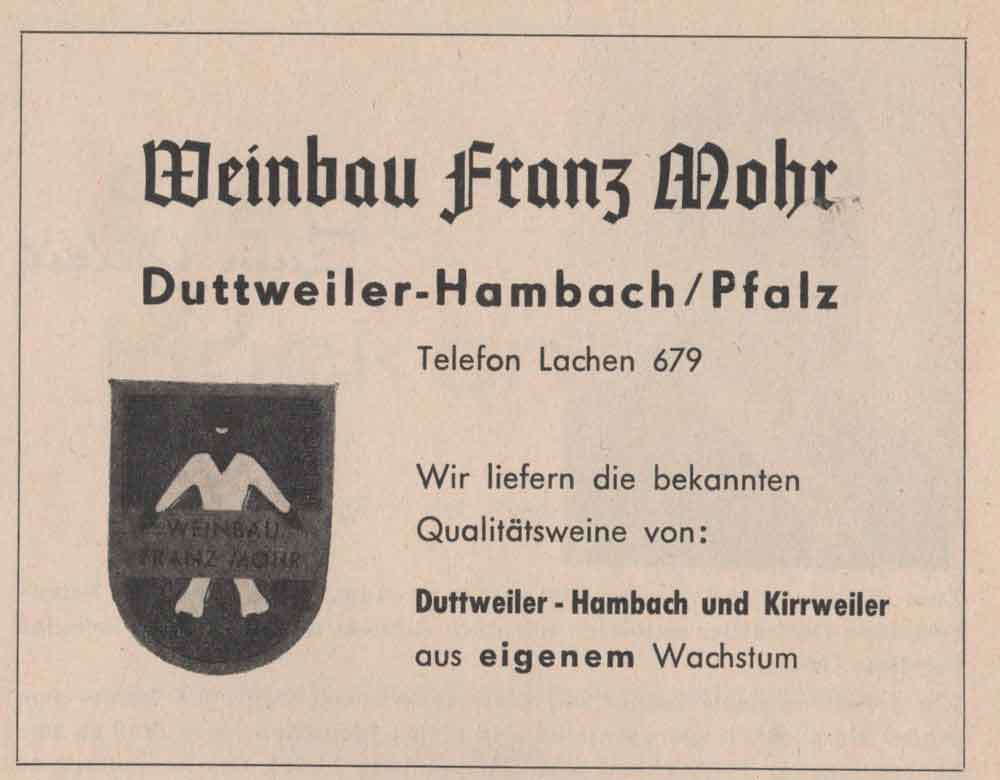 Weinbau Franz Mohr
Duttweiler-Hambach/Pfalz
Telefon Lachen 679
WEINBAU
FRANZ MOHR
Wir liefern die bekannten
Qualitätsweine von:
Duttweiler - Hambach und Kirrweiler
aus eigenem Wachstum